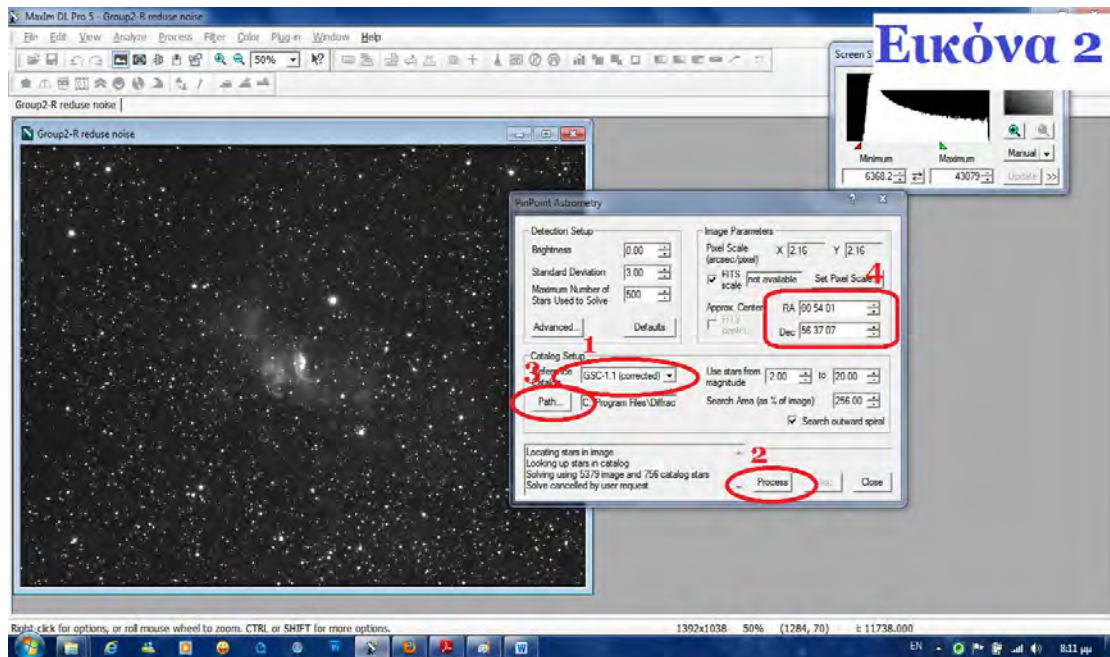 MaxIm DL Pro 5 - Group2-R reduse noise
File Edit View Analyze Process Filter Color Plug-in Window Help
50%
Group2-R reduse noise
Εικόνα 2
Screen S
Minimum Maximum
6368.2 43079
Manual
Update >>
Group2-R reduse noise
PinPoint Astrometry
Detection Setup
Brightness 0.00
Standard Deviation 3.00
Maximum Number of
Stars Used to Solve 500
Advanced... Defaults
Image Parameters
Pixel Scale X 2.16 Y 2.16
(arcsec/pixel)
FITS
scale not available Set Pixel Scale
4
Approx. Center RA 00 54 01
Dec 56 37 07
1
Catalog Setup
3 GSC-1.1 (corrected)
Path... C:\Program Files\Diffrac
Use stars from
magnitude 2.00 to 20.00
Search Area (as % of image) 256.00
Search outward spiral
Locating stars in image
Looking up stars in catalog
Solving using 5379 image and 756 catalog stars
Solve cancelled by user request
2
Process Close
Right-click for options, or roll mouse wheel to zoom. CTRL or SHIFT for more options. 1392x1038 50% (1284, 70) i: 11738.000
EN 8:11 μμ